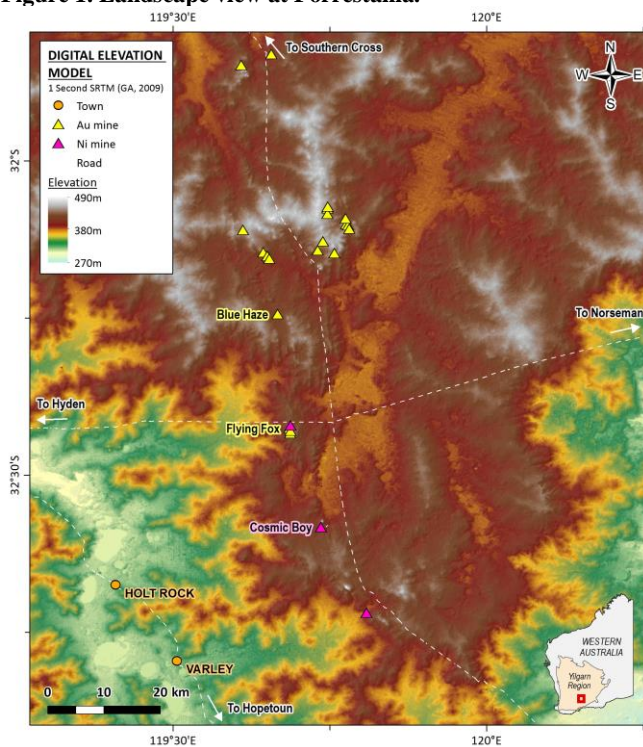 Figure 1. Landscape view at Forrestania.
119°30'E
120°E
To Southern Cross
DIGITAL ELEVATION
MODEL
1 Second SRTM (GA, 2009)
Town
Au mine
Ni mine
Road
Elevation
490m
380m
270m
N
W E
S
32°S
Blue Haze
To Norseman
To Hyden
Flying Fox
32°30'S
Cosmic Boy
HOLT ROCK
VARLEY
WESTERN
AUSTRALIA
Yilgarn
Region
0 10 20 km
To Hopetoun
119°30'E
120°E